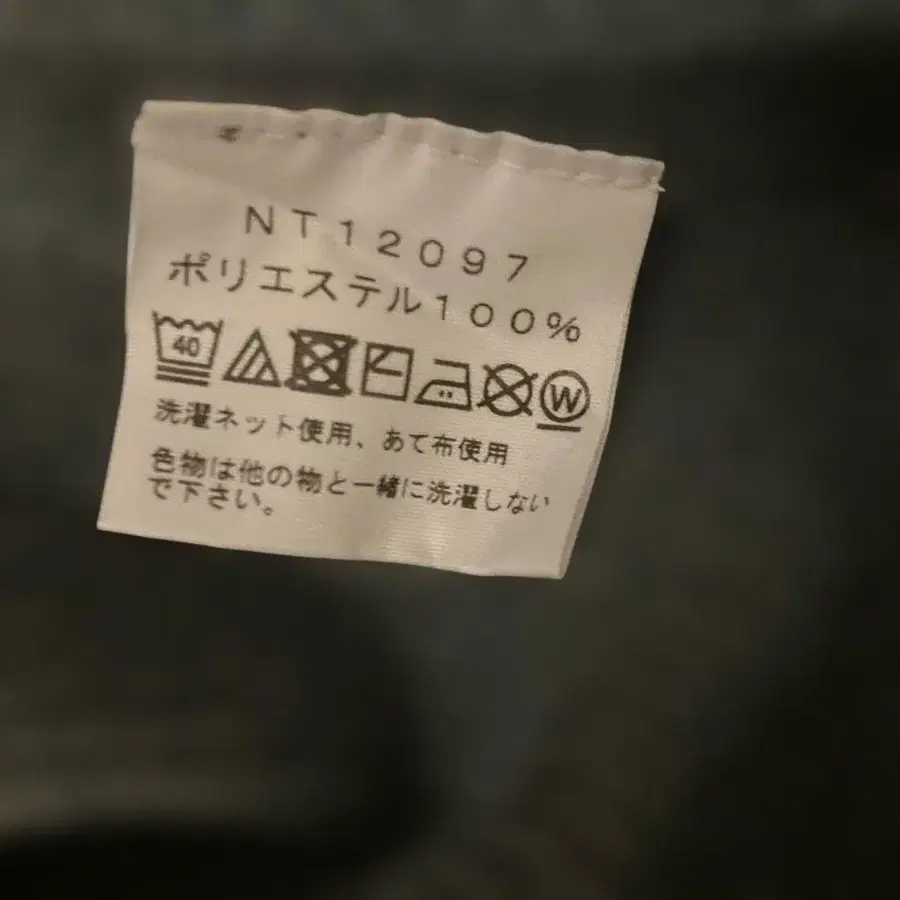 NT12097
ポリエステル100%
40
W
洗濯ネット使用、あて布使用
色物は他の物と一緒に洗濯しない
で下さい。